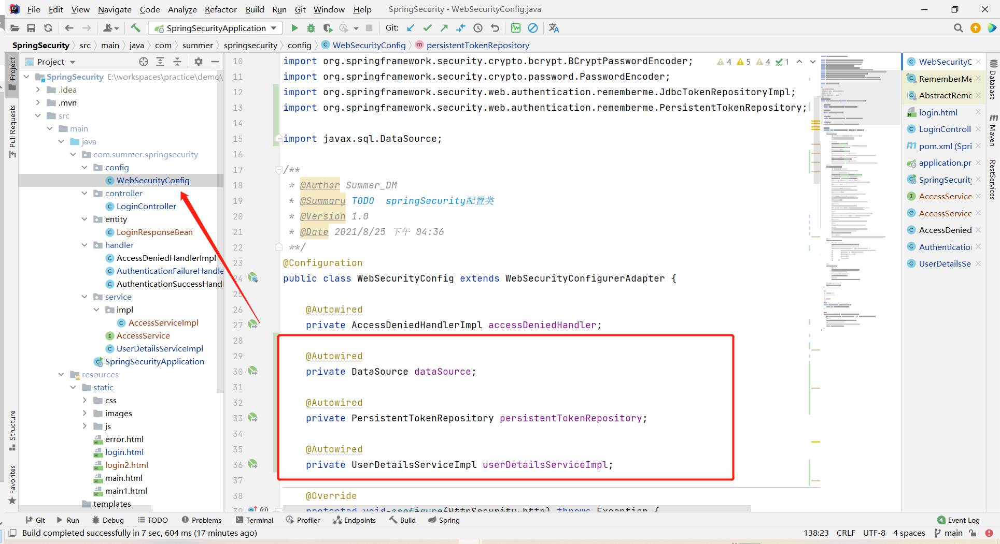 File Edit View Navigate Code Analyze Refactor Build Run Git Window Help SpringSecurity - WebSecurityConfig.java
SpringSecurityApplication Git:
SpringSecurity src main java com summer springsecurity config WebSecurityConfig persistentTokenRepository
Project
Pull Requests
Structure
Favorites
Project
SpringSecurity E:\workspaces\practice\demo\
.idea
.mvn
src
main
java
com.summer.springsecurity
config
WebSecurityConfig
controller
LoginController
entity
LoginResponseBean
handler
AccessDeniedHandlerImpl
AuthenticationFailureHandle
AuthenticationSuccessHandl
service
impl
AccessServiceImpl
AccessService
UserDetailsServiceImpl
SpringSecurityApplication
resources
static
css
images
js
error.html
login.html
login2.html
main.html
main1.html
templates
4 5 4 1
10 import org.springframework.security.crypto.bcrypt.BCryptPasswordEncoder;
11 import org.springframework.security.crypto.password.PasswordEncoder;
12 import org.springframework.security.web.authentication.rememberme.JdbcTokenRepositoryImpl;
13 import org.springframework.security.web.authentication.rememberme.PersistentTokenRepository;
14
15 import javax.sql.DataSource;
16
17 /**
18 * @Author Summer_DM
19 * @Summary TODO springSecurity配置类
20 * @Version 1.0
21 * @Date 2021/8/25 下午 04:36
22 **/
23 @Configuration
24 public class WebSecurityConfig extends WebSecurityConfigurerAdapter {
25
26 @Autowired
27 private AccessDeniedHandlerImpl accessDeniedHandler;
28
29 @Autowired
30 private DataSource dataSource;
31
32 @Autowired
33 private PersistentTokenRepository persistentTokenRepository;
34
35 @Autowired
36 private UserDetailsServiceImpl userDetailsServiceImpl;
37
38 @Override
39 protected void configure(HttpSecurity http) throws Exception {
WebSecurityC
RememberMe
AbstractReme
login.html
LoginControll
pom.xml (Spri
application.pr
SpringSecurity
AccessService
AccessService
AccessDenied
Authentication
UserDetailsSe
Database
Maven
RestServices
Git Run Debug TODO Problems Terminal Profiler Endpoints Build Spring 4 Event Log
Build completed successfully in 7 sec, 604 ms (17 minutes ago) 138:23 CRLF UTF-8 4 spaces main